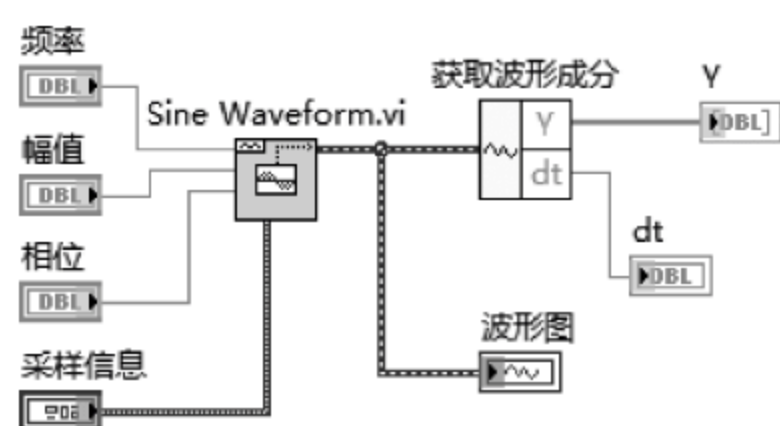 频率
DBL
Sine Waveform.vi
幅值
DBL
相位
DBL
采样信息
获取波形成分
Y
dt
Y
[DBL]
dt
DBL
波形图